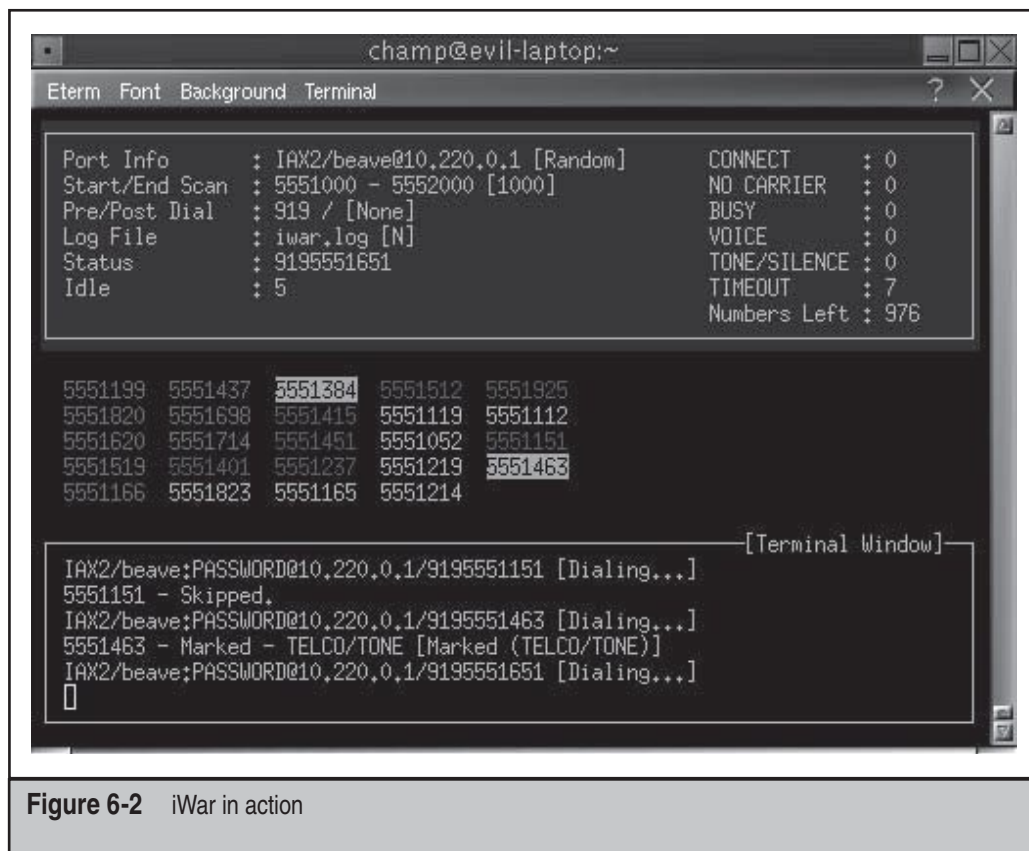 champ@evil-laptop:~
Eterm Font Background Terminal ? X
Port Info : IAX2/beave@10.220.0.1 [Random] CONNECT : 0
Start/End Scan : 5551000 - 5552000 [1000] NO CARRIER : 0
Pre/Post Dial : 919 / [None] BUSY : 0
Log File : iwar.log [N] VOICE : 0
Status : 9195551651 TONE/SILENCE : 0
Idle : 5 TIMEOUT : 7
Numbers Left : 976
5551199 5551437 5551384 5551512 5551925
5551820 5551698 5551415 5551119 5551112
5551620 5551714 5551451 5551052 5551151
5551519 5551401 5551237 5551219 5551463
5551166 5551823 5551165 5551214
[Terminal Window]
IAX2/beave:PASSWORD@10.220.0.1/9195551151 [Dialing...]
5551151 - Skipped.
IAX2/beave:PASSWORD@10.220.0.1/9195551463 [Dialing...]
5551463 - Marked - TELCO/TONE [Marked (TELCO/TONE)]
IAX2/beave:PASSWORD@10.220.0.1/9195551651 [Dialing...]
Figure 6-2 iWar in action